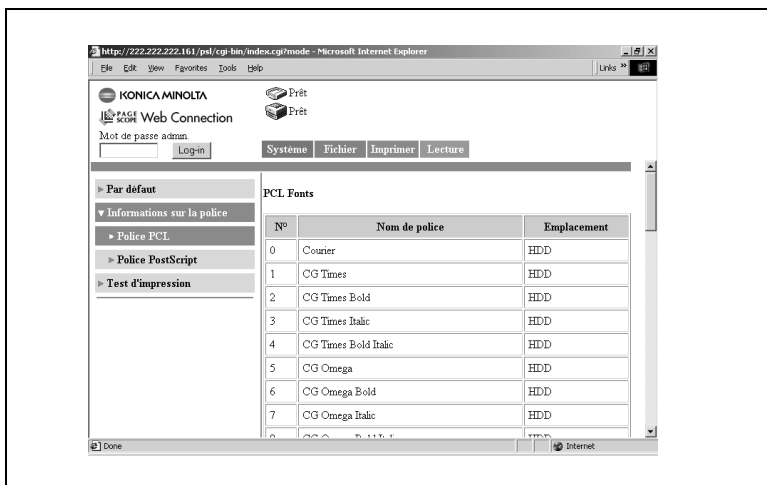 http://222.222.222.161/psl/cgi-bin/index.cgi?mode - Microsoft Internet Explorer
File Edit View Favorites Tools Help
Links »
KONICA MINOLTA
Prêt
PAGE SCOPE Web Connection
Prêt
Mot de passe admin.
Log-in
Système Fichier Imprimer Lecture
Par défaut
Informations sur la police
Police PCL
Police PostScript
Test d'impression
PCL Fonts
N° Nom de police Emplacement
0 Courier HDD
1 CG Times HDD
2 CG Times Bold HDD
3 CG Times Italic HDD
4 CG Times Bold Italic HDD
5 CG Omega HDD
6 CG Omega Bold HDD
7 CG Omega Italic HDD
Done
Internet